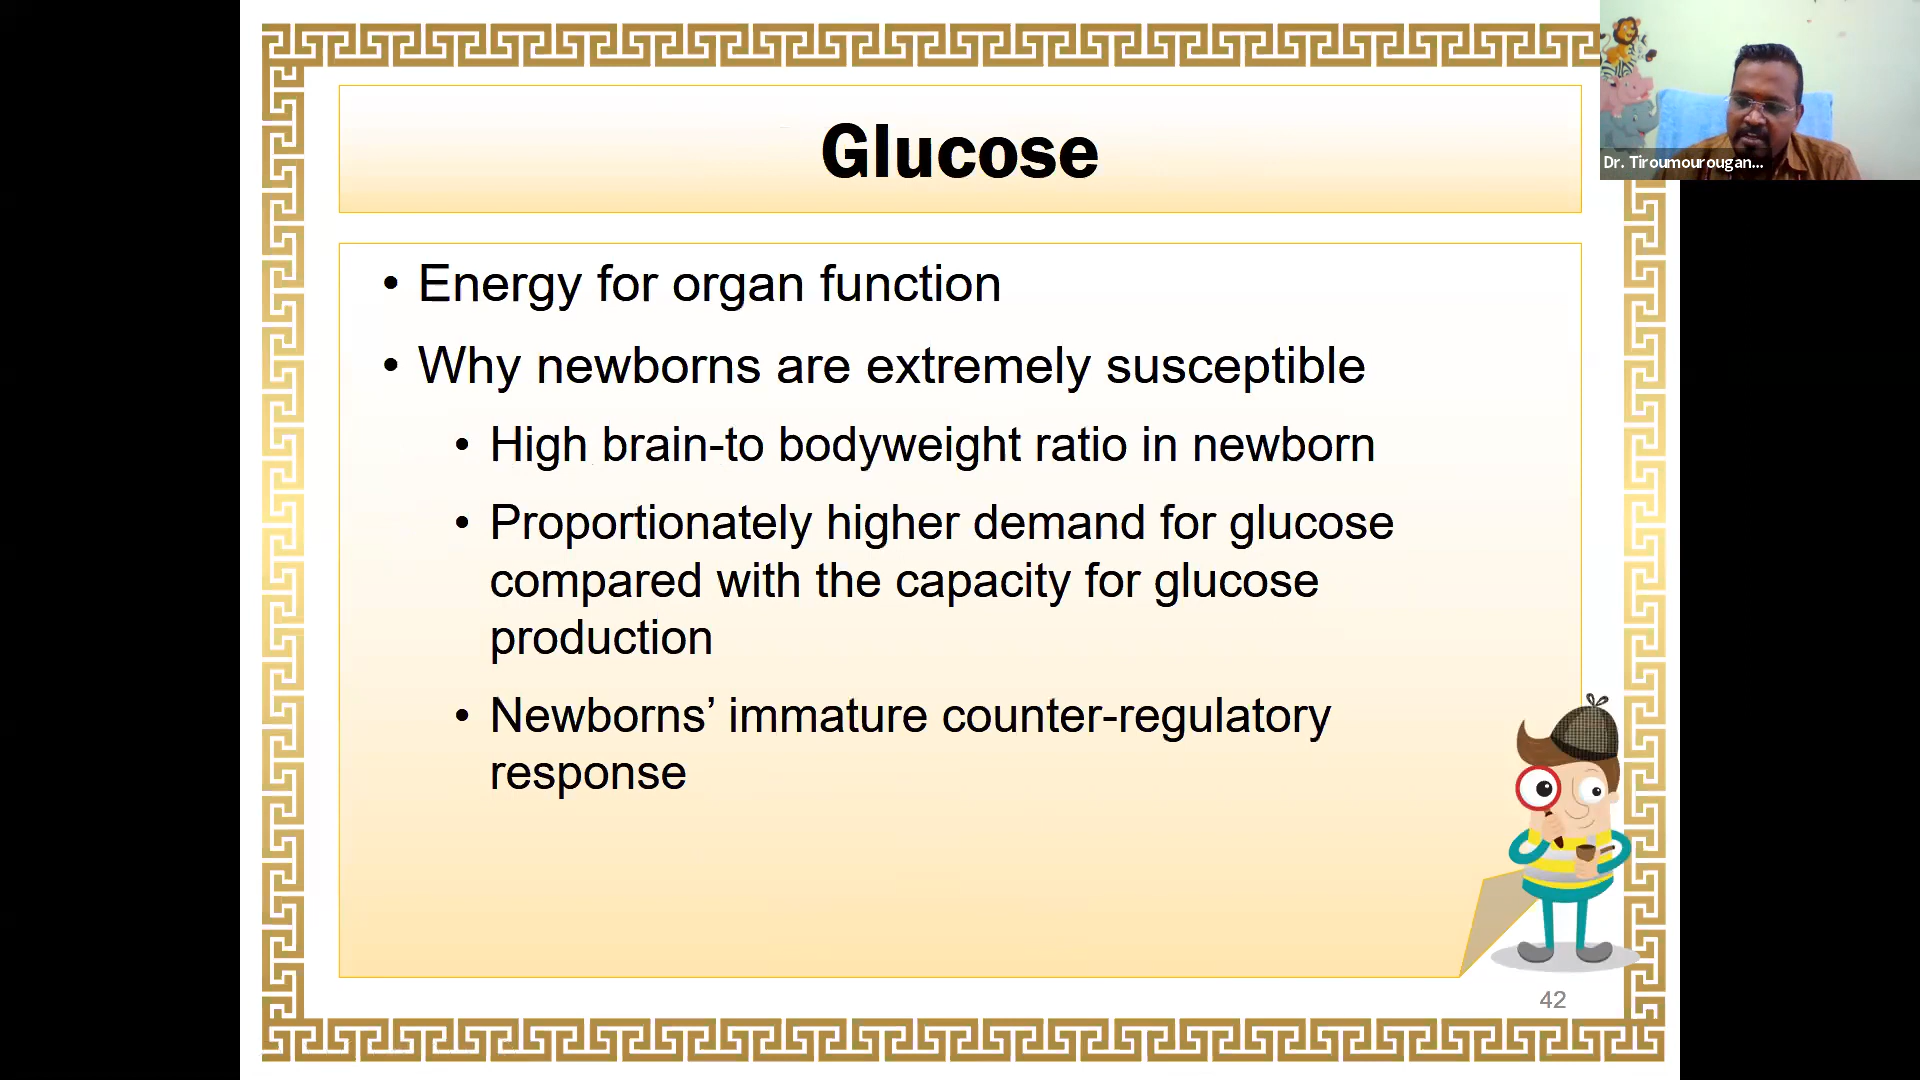 Glucose
Dr. Tiroumourougan...
• Energy for organ function
• Why newborns are extremely susceptible
• High brain-to bodyweight ratio in newborn
• Proportionately higher demand for glucose
compared with the capacity for glucose
production
• Newborns’ immature counter-regulatory
response
42